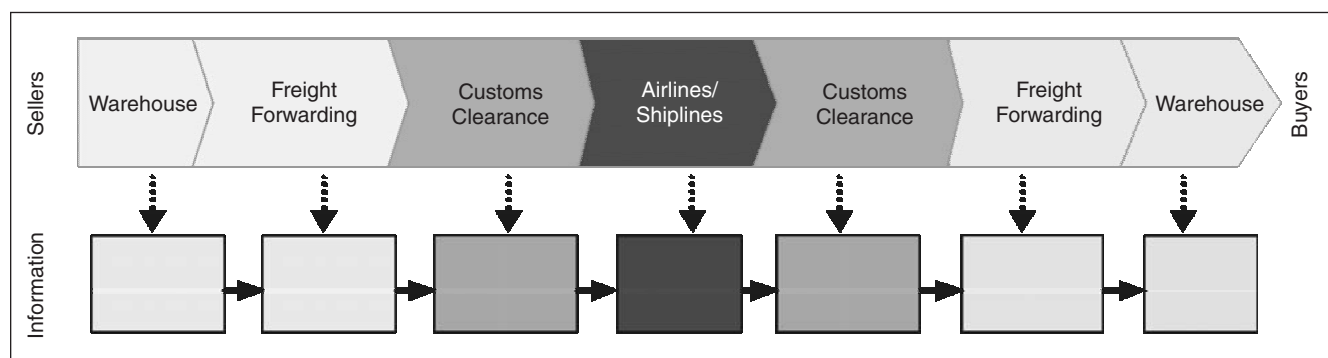 Sellers
Warehouse
Freight
Forwarding
Customs
Clearance
Airlines/
Shiplines
Customs
Clearance
Freight
Forwarding
Warehouse
Buyers
Information